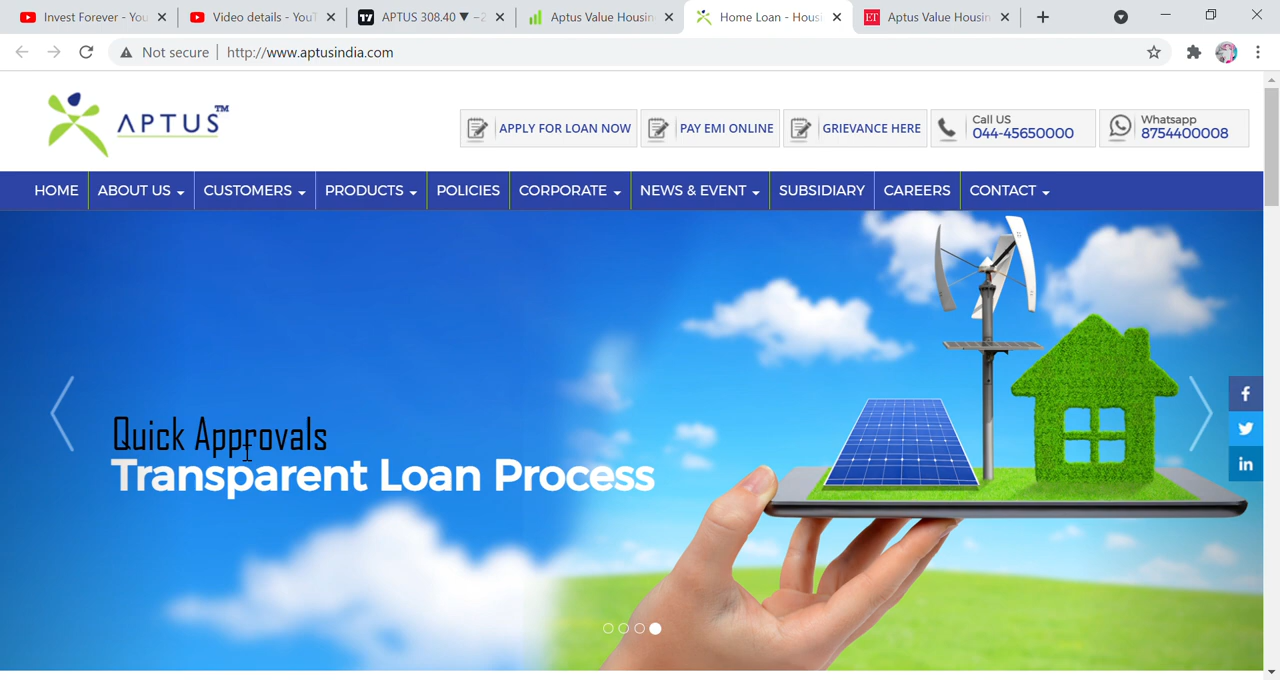 Invest Forever - You
Video details - YouT
APTUS 308.40 ▼ −2
Aptus Value Housin
Home Loan - Housi
ET Aptus Value Housin
Not secure
http://www.aptusindia.com
APTUS™
APPLY FOR LOAN NOW
PAY EMI ONLINE
GRIEVANCE HERE
Call US
044-45650000
Whatsapp
8754400008
HOME
ABOUT US
CUSTOMERS
PRODUCTS
POLICIES
CORPORATE
NEWS & EVENT
SUBSIDIARY
CAREERS
CONTACT
Quick Approvals
Transparent Loan Process